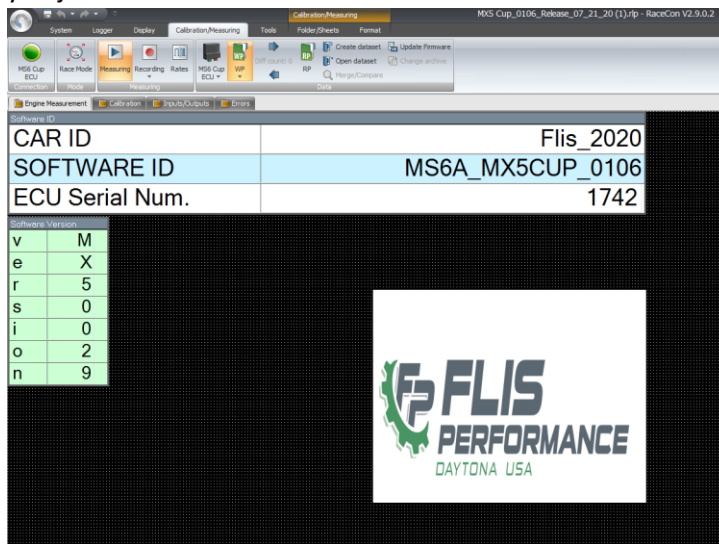 MX5 Cup_0106_Release_07_21_20 (1).rlp - RaceCon V2.9.0.2
Calibration/Measuring
System Logger Display Calibration/Measuring Tools Folder/Sheets Format
MS6 Cup ECU
Race Mode
Measuring
Recording
Rates
MS6 Cup ECU
WP
Diff count: 0
RP
Create dataset
Open dataset
Merge/Compare
Update Firmware
Change archive
Connection Mode Measuring Data
Engine Measurement Calibration Inputs/Outputs Errors
Software ID
CAR ID Flis_2020
SOFTWARE ID MS6A_MX5CUP_0106
ECU Serial Num. 1742
Software Version
v M
e X
r 5
s 0
i 0
o 2
n 9
FP FLIS
PERFORMANCE
DAYTONA USA